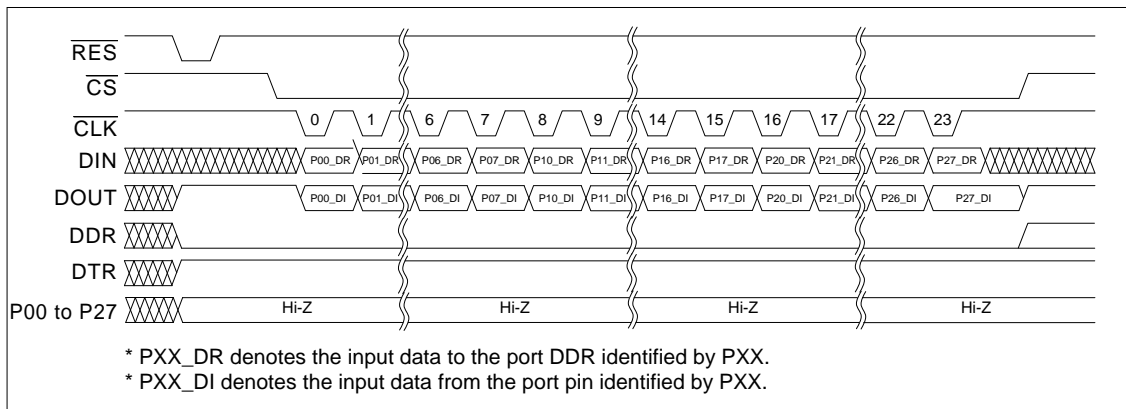 RES
CS
CLK 0 1 6 7 8 9 14 15 16 17 22 23
DIN P00_DR P01_DR P06_DR P07_DR P10_DR P11_DR P16_DR P17_DR P20_DR P21_DR P26_DR P27_DR
DOUT P00_DI P01_DI P06_DI P07_DI P10_DI P11_DI P16_DI P17_DI P20_DI P21_DI P26_DI P27_DI
DDR
DTR
P00 to P27 Hi-Z Hi-Z Hi-Z Hi-Z
* PXX_DR denotes the input data to the port DDR identified by PXX.
* PXX_DI denotes the input data from the port pin identified by PXX.